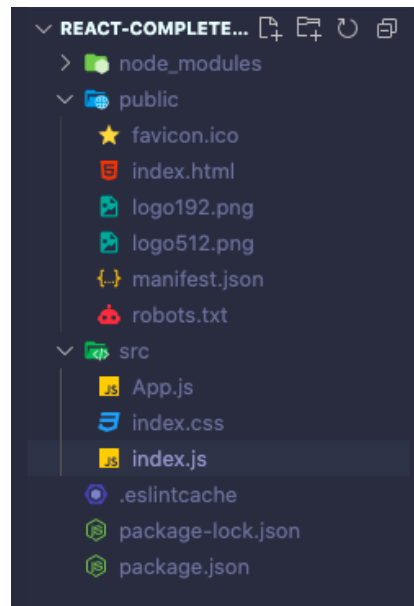 REACT-COMPLETE...
node_modules
public
favicon.ico
index.html
logo192.png
logo512.png
manifest.json
robots.txt
src
App.js
index.css
index.js
.eslintcache
package-lock.json
package.json